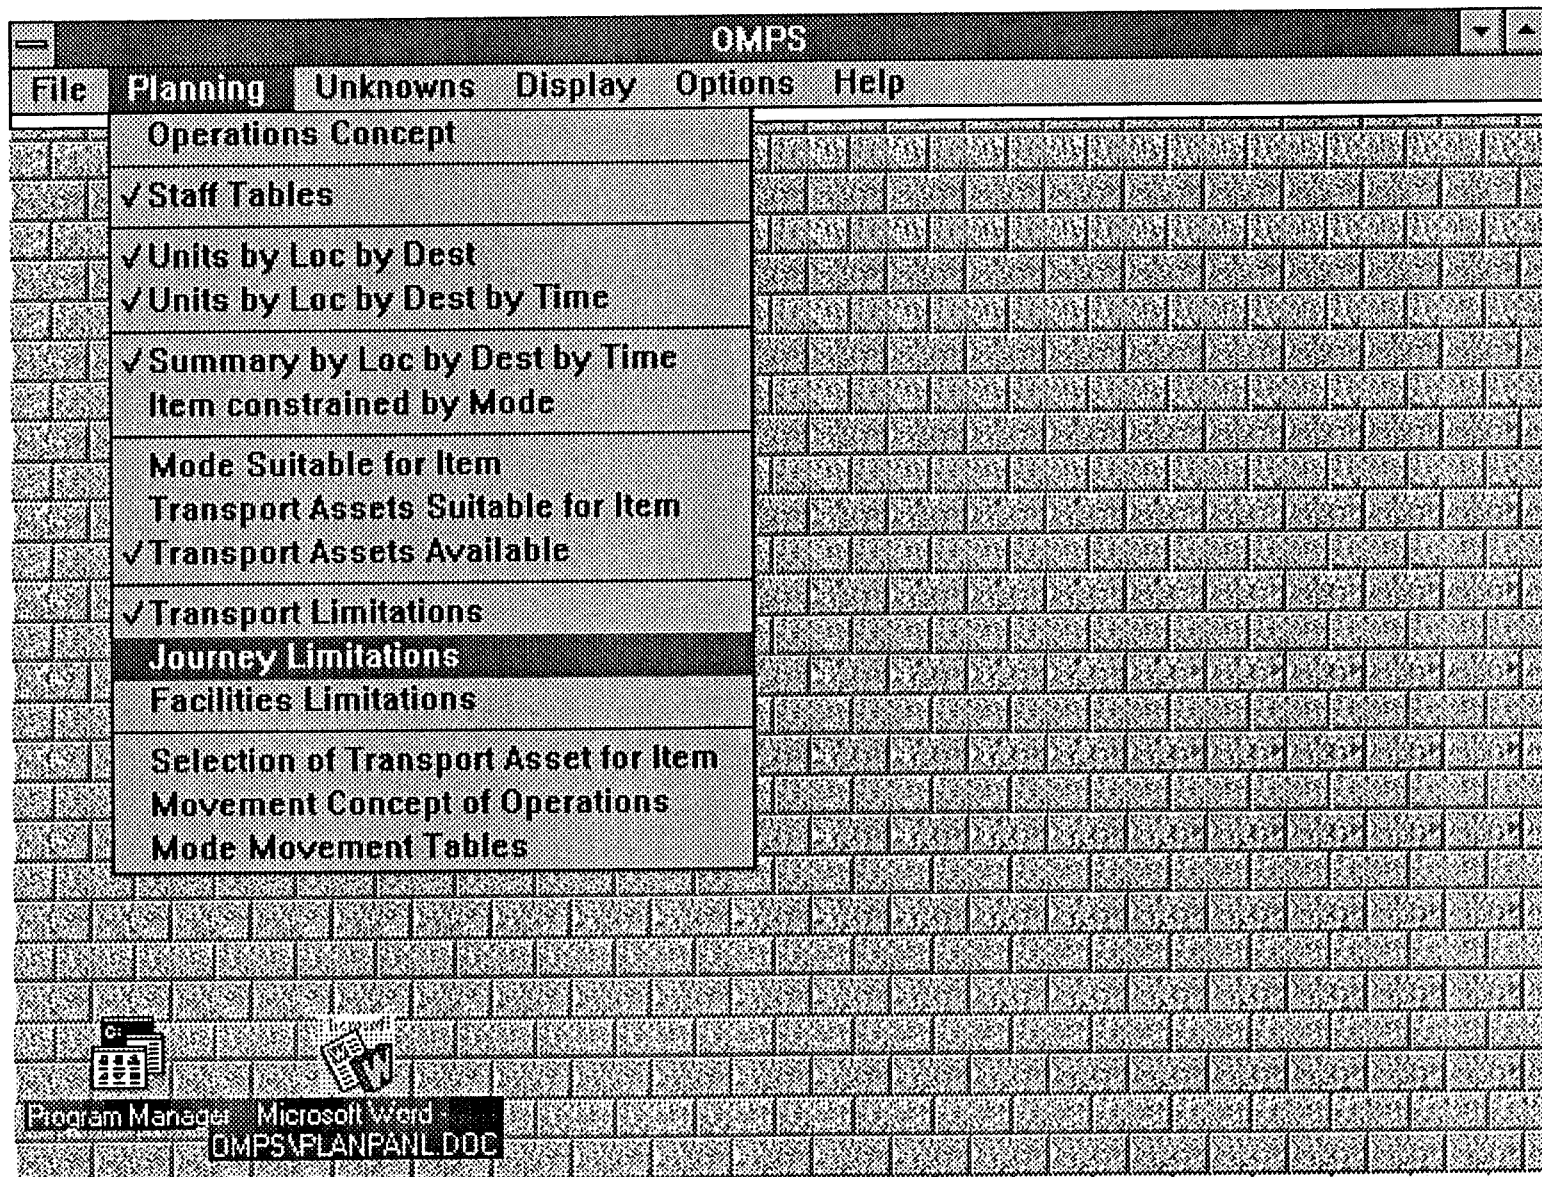 OMPS
File Planning Unknowns Display Options Help
Operations Concept
✓Staff Tables
✓Units by Loc by Dest
✓Units by Loc by Dest by Time
✓Summary by Loc by Dest by Time
Item constrained by Mode
Mode Suitable for Item
Transport Assets Suitable for Item
✓Transport Assets Available
✓Transport Limitations
Journey Limitations
Facilities Limitations
Selection of Transport Asset for Item
Movement Concept of Operations
Mode Movement Tables
C:
Program Manager Microsoft Word -
OMPS\PLANPANL.DOC